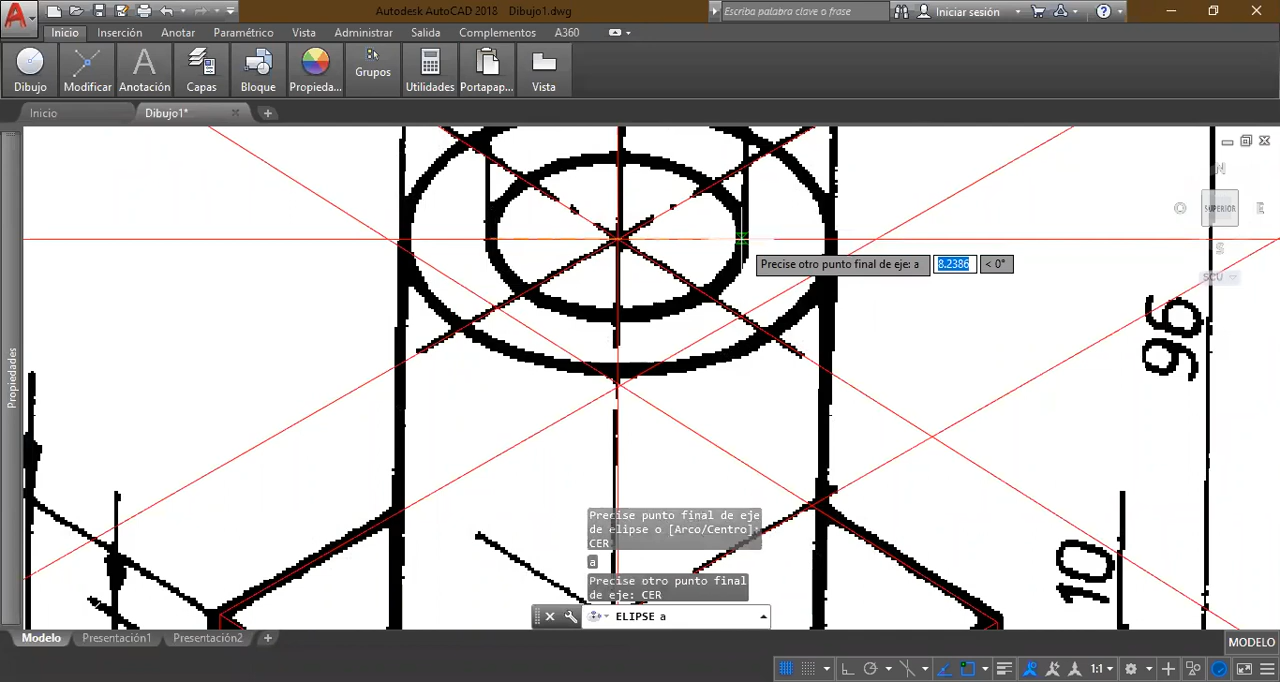 Autodesk AutoCAD 2018 Dibujo1.dwg
Escriba palabra clave o frase
Iniciar sesión
Inicio Inserción Anotar Paramétrico Vista Administrar Salida Complementos A360
Dibujo Modificar Anotación Capas Bloque Propieda... Grupos Utilidades Portapap... Vista
Inicio Dibujo1*
N
O SUPERIOR E
S
SCU
Precise otro punto final de eje: a 8.2386 < 0°
96
10
Propiedades
Precise punto final de eje
de elipse o [Arco/Centro]:
CER
a
Precise otro punto final
de eje: CER
ELIPSE a
Modelo Presentación1 Presentación2
MODELO
1:1